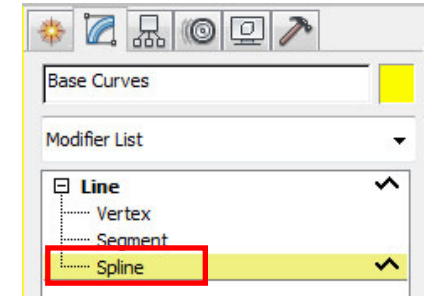 Base Curves
Modifier List
Line
Vertex
Segment
Spline